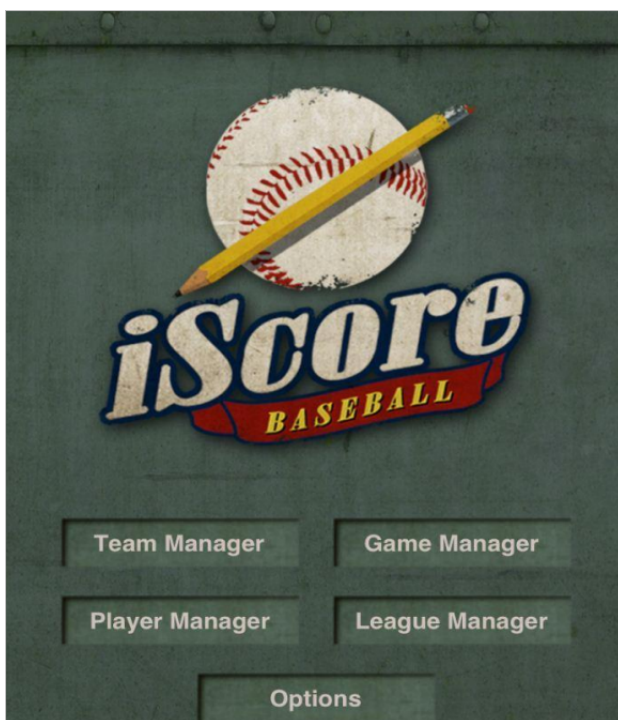 iScore
BASEBALL
Team Manager
Game Manager
Player Manager
League Manager
Options